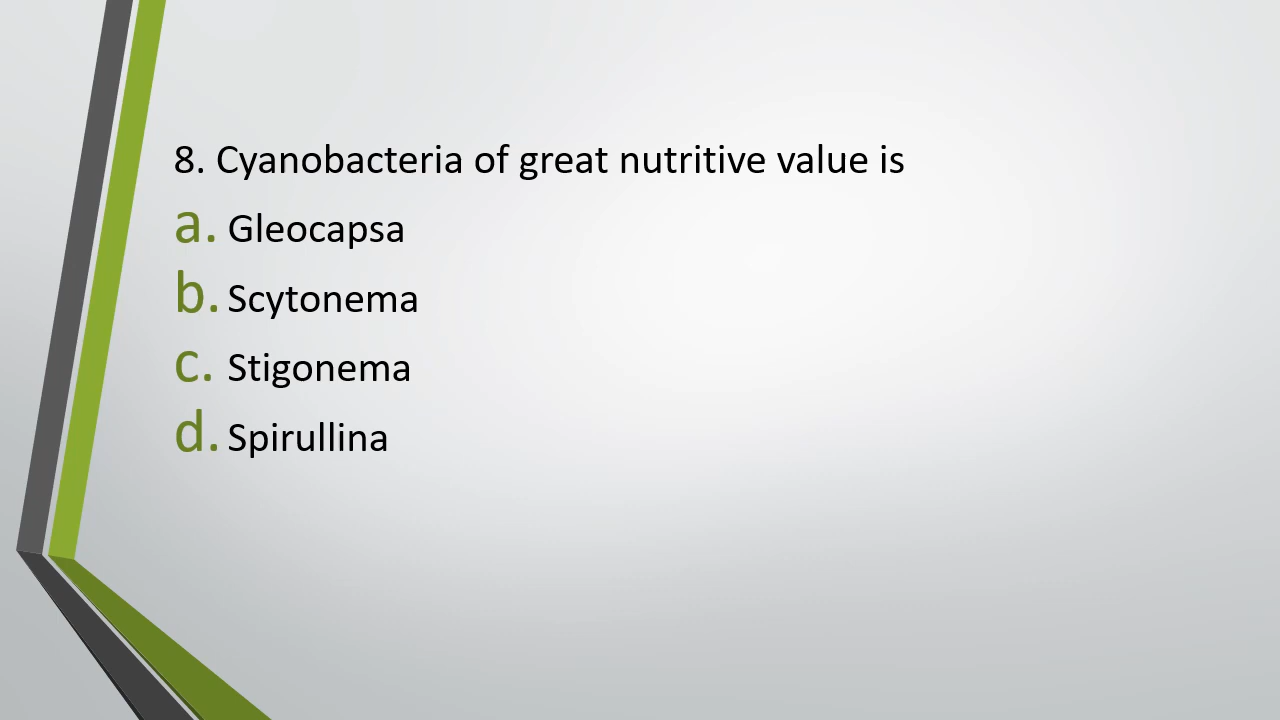 8. Cyanobacteria of great nutritive value is
a. Gleocapsa
b. Scytonema
c. Stigonema
d. Spirullina